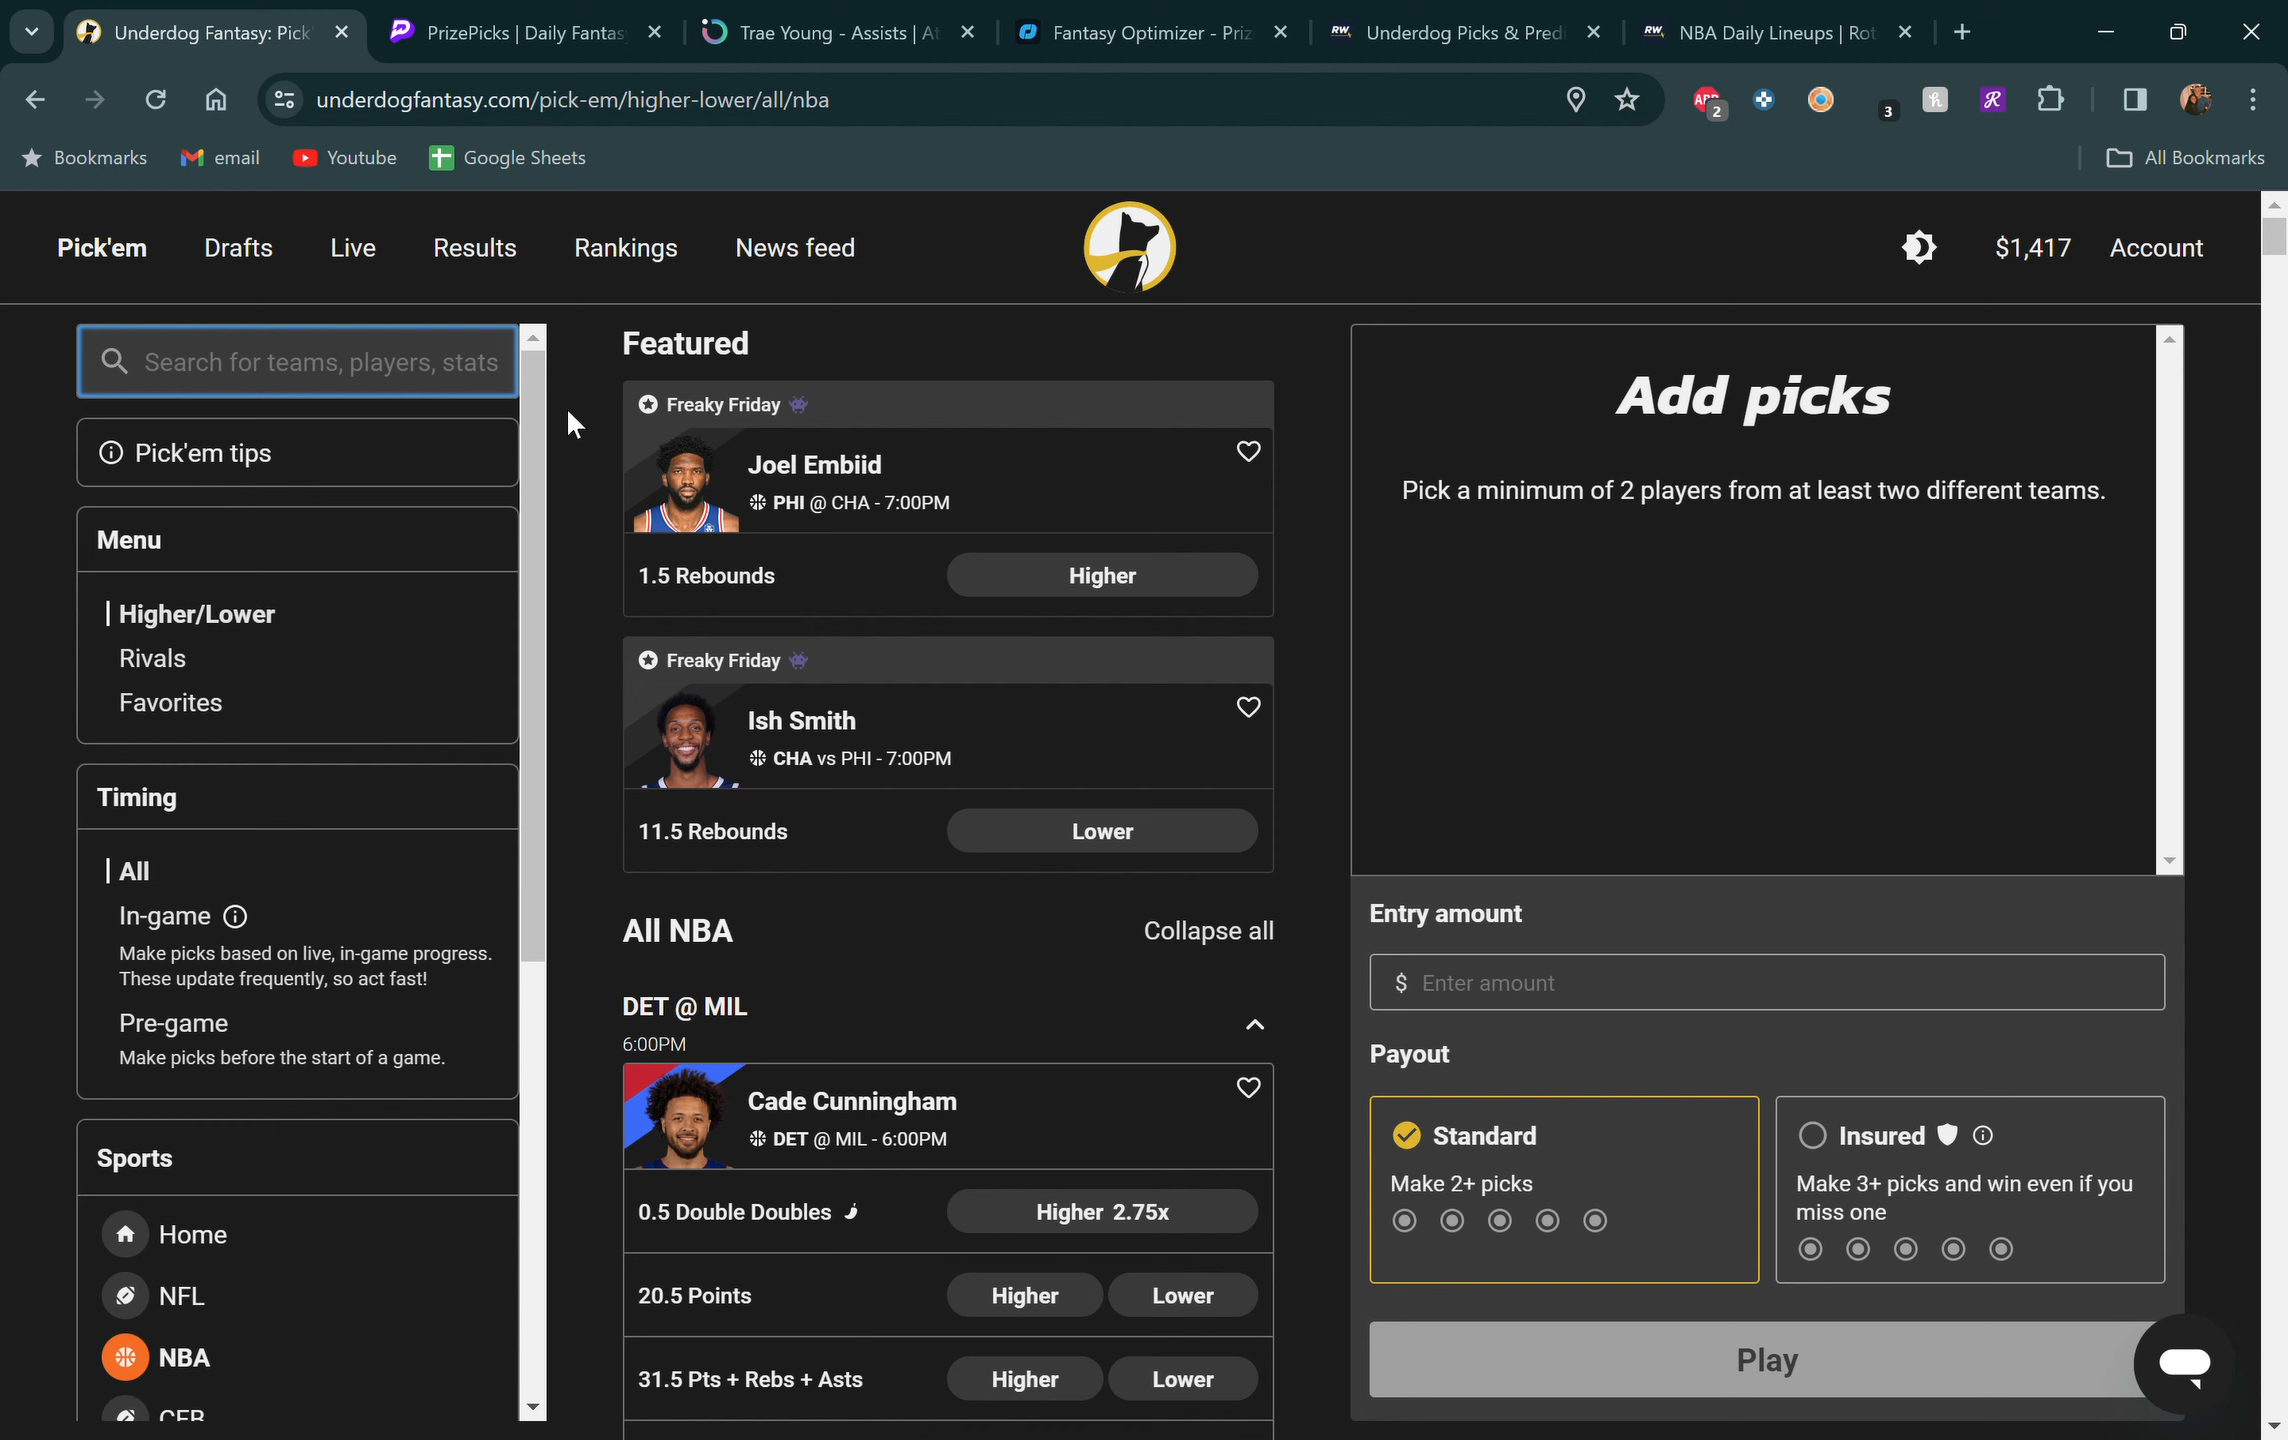 Underdog Fantasy: Pick
PrizePicks | Daily Fantas
Trae Young - Assists | At
Fantasy Optimizer - Priz
RW Underdog Picks & Predi
RW NBA Daily Lineups | Rot
underdogfantasy.com/pick-em/higher-lower/all/nba
ABP 2
3
h
R
Bookmarks
email
Youtube
Google Sheets
All Bookmarks
Pick'em
Drafts
Live
Results
Rankings
News feed
$1,417
Account
Search for teams, players, stats
Pick'em tips
Menu
Higher/Lower
Rivals
Favorites
Timing
All
In-game
Make picks based on live, in-game progress.
These update frequently, so act fast!
Pre-game
Make picks before the start of a game.
Sports
Home
NFL
NBA
CFB
Featured
Freaky Friday
Joel Embiid
PHI @ CHA - 7:00PM
1.5 Rebounds
Higher
Freaky Friday
Ish Smith
CHA vs PHI - 7:00PM
11.5 Rebounds
Lower
All NBA
Collapse all
DET @ MIL
6:00PM
Cade Cunningham
DET @ MIL - 6:00PM
0.5 Double Doubles
Higher 2.75x
20.5 Points
Higher
Lower
31.5 Pts + Rebs + Asts
Higher
Lower
Add picks
Pick a minimum of 2 players from at least two different teams.
Entry amount
$ Enter amount
Payout
Standard
Make 2+ picks
Insured
Make 3+ picks and win even if you
miss one
Play